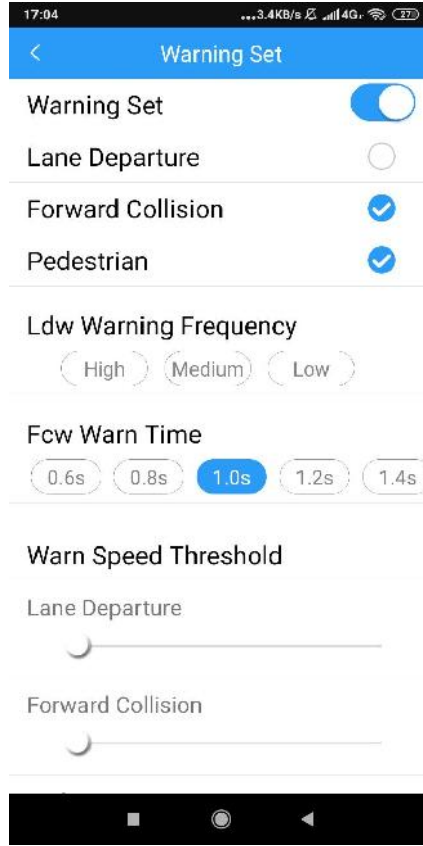 17:04 ...3.4KB/s 4G+ 27
Warning Set
Warning Set
Lane Departure
Forward Collision
Pedestrian
Ldw Warning Frequency
High Medium Low
Fcw Warn Time
0.6s 0.8s 1.0s 1.2s 1.4s
Warn Speed Threshold
Lane Departure
Forward Collision